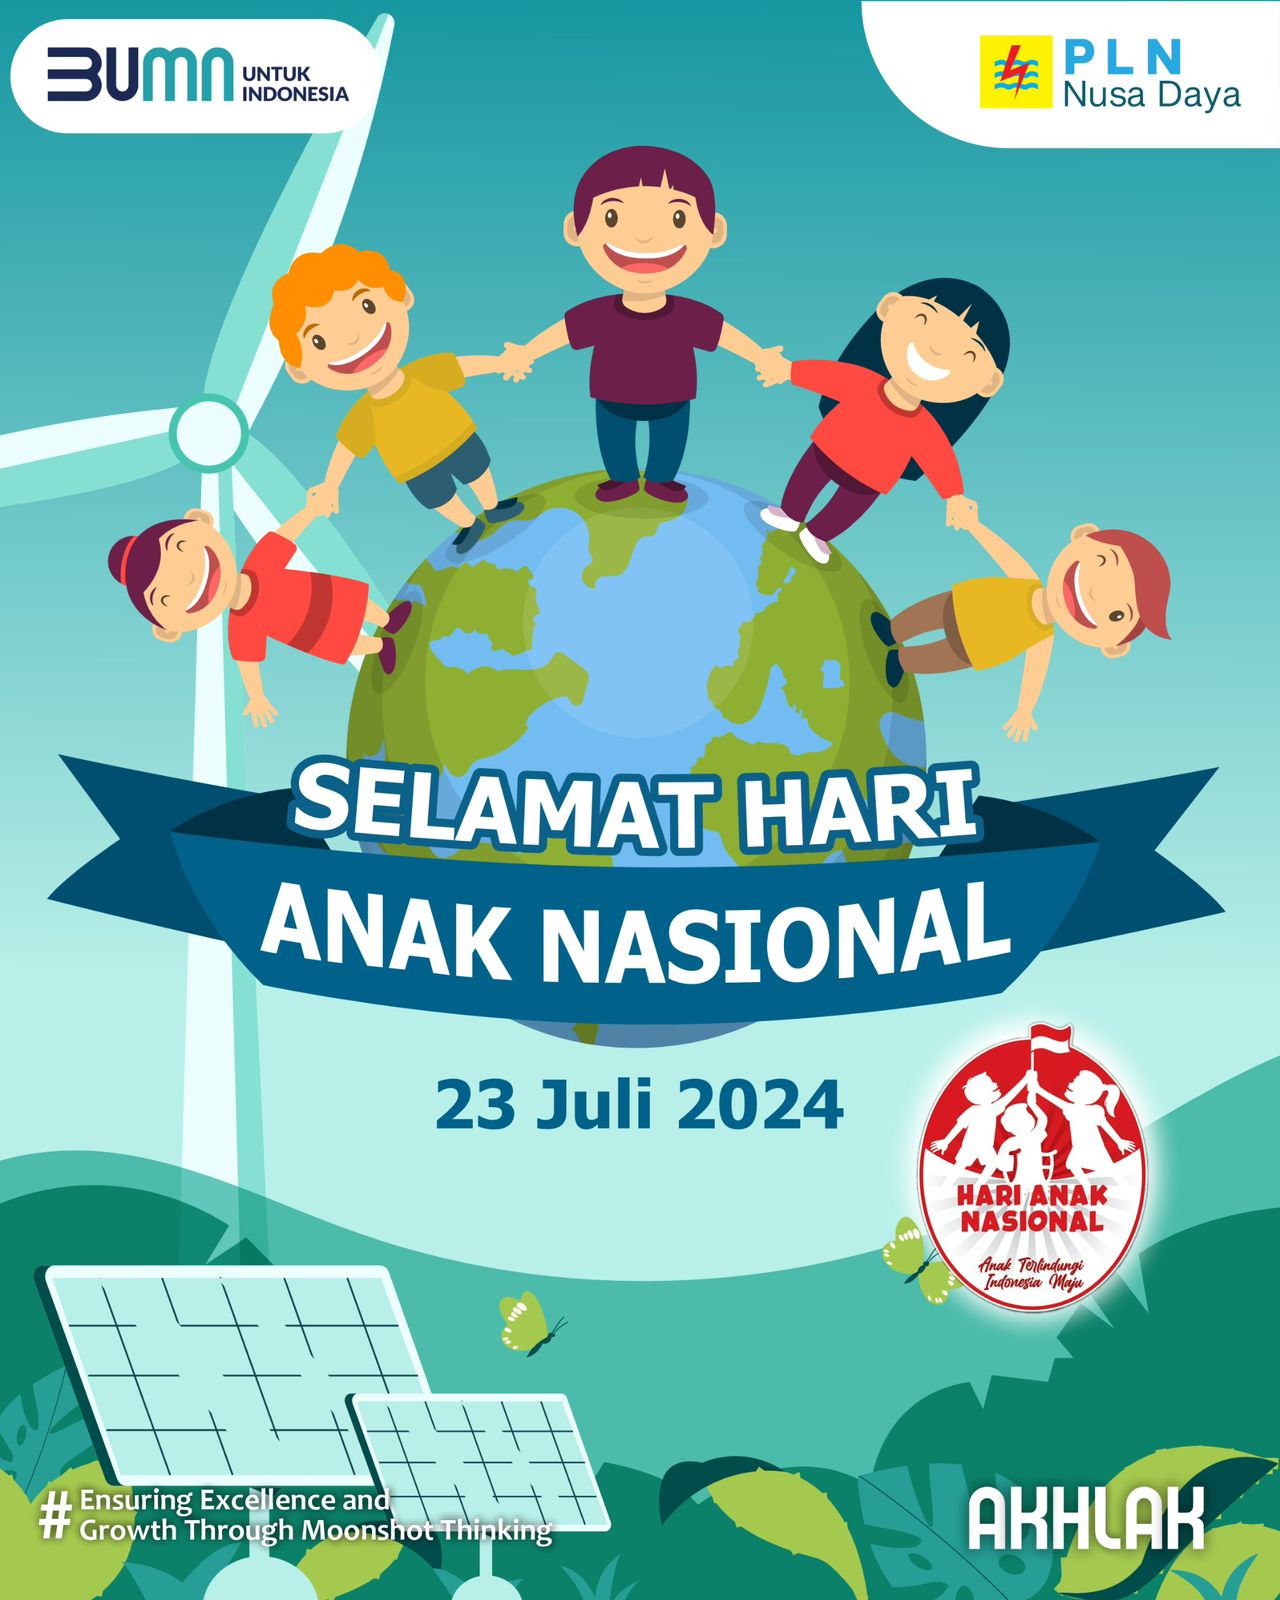 BUMN UNTUK
INDONESIA
PLN
Nusa Daya
SELAMAT HARI
ANAK NASIONAL
23 Juli 2024
HARI ANAK
NASIONAL
Anak Terlindungi
Indonesia Maju
# Ensuring Excellence and
Growth Through Moonshot Thinking
AKHLAK